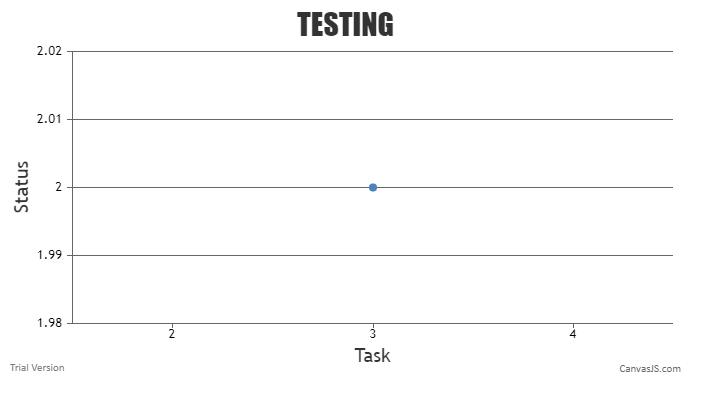 TESTING
2.02
2.01
2
1.99
1.98
Status
2 3 4
Task
Trial Version
CanvasJS.com